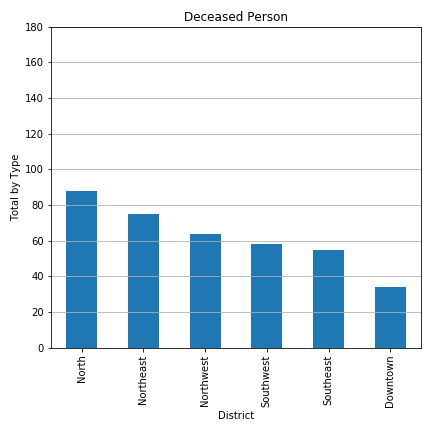 Deceased Person
Total by Type
180
160
140
120
100
80
60
40
20
0
North
Northeast
Northwest
Southwest
Southeast
Downtown
District